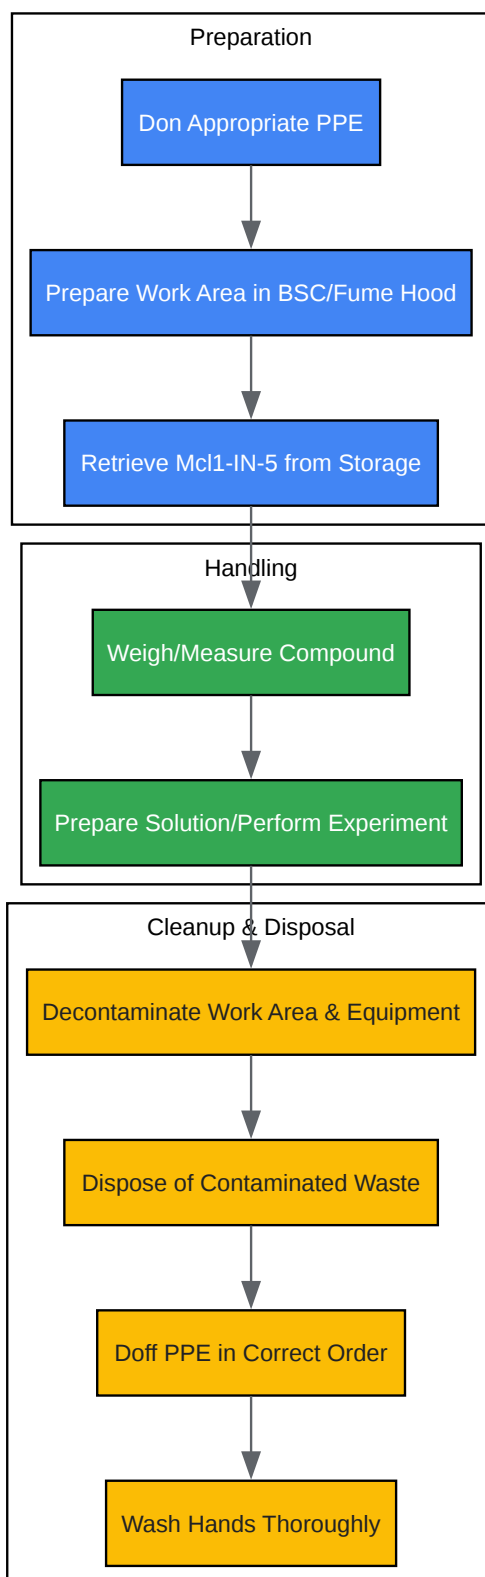 Preparation
Don Appropriate PPE
Prepare Work Area in BSC/Fume Hood
Retrieve Mcl1-IN-5 from Storage
Handling
Weigh/Measure Compound
Prepare Solution/Perform Experiment
Cleanup & Disposal
Decontaminate Work Area & Equipment
Dispose of Contaminated Waste
Doff PPE in Correct Order
Wash Hands Thoroughly